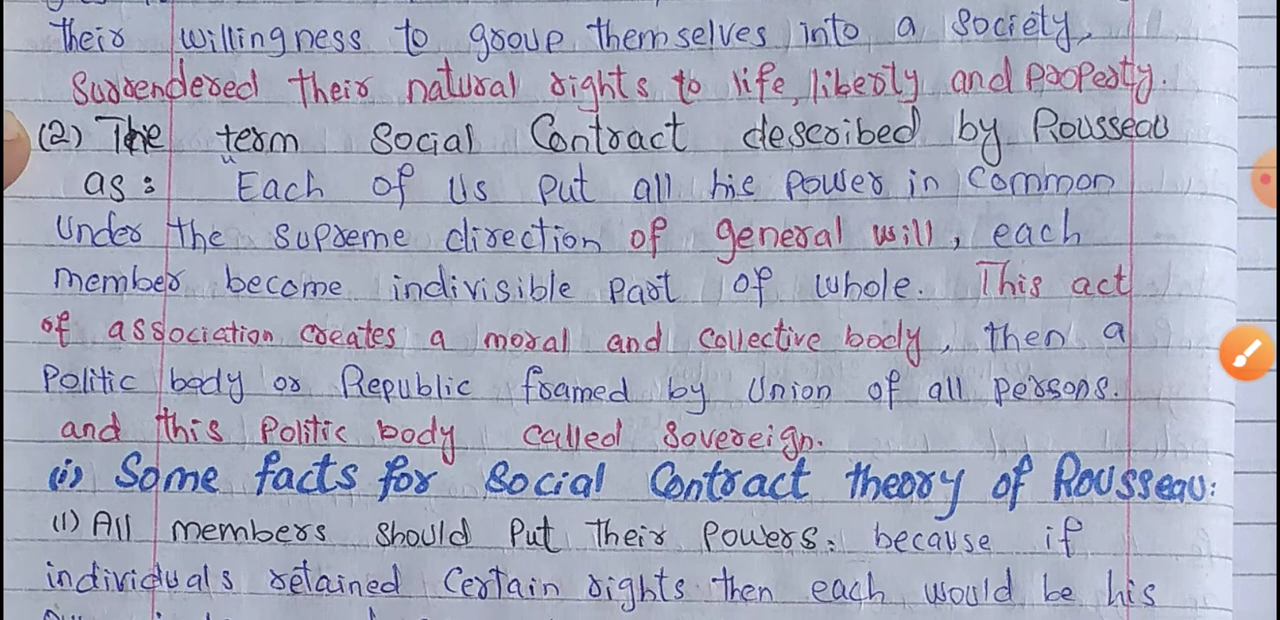 their willingness to group themselves into a society,
Surrendered their natural rights to life, liberty and Property.
(2) The term Social Contract described by Rousseau
as: "Each of us put all his power in Common
Under the supreme direction of general will, each
member become indivisible part of whole. This act
of association creates a moral and collective body, then a
Politic body or Republic framed by Union of all persons.
and this Politic body called Sovereign.
(i) Some facts for Social Contract theory of Rousseau:
(1) All members should Put their Powers: because if
individuals retained Certain rights then each would be his